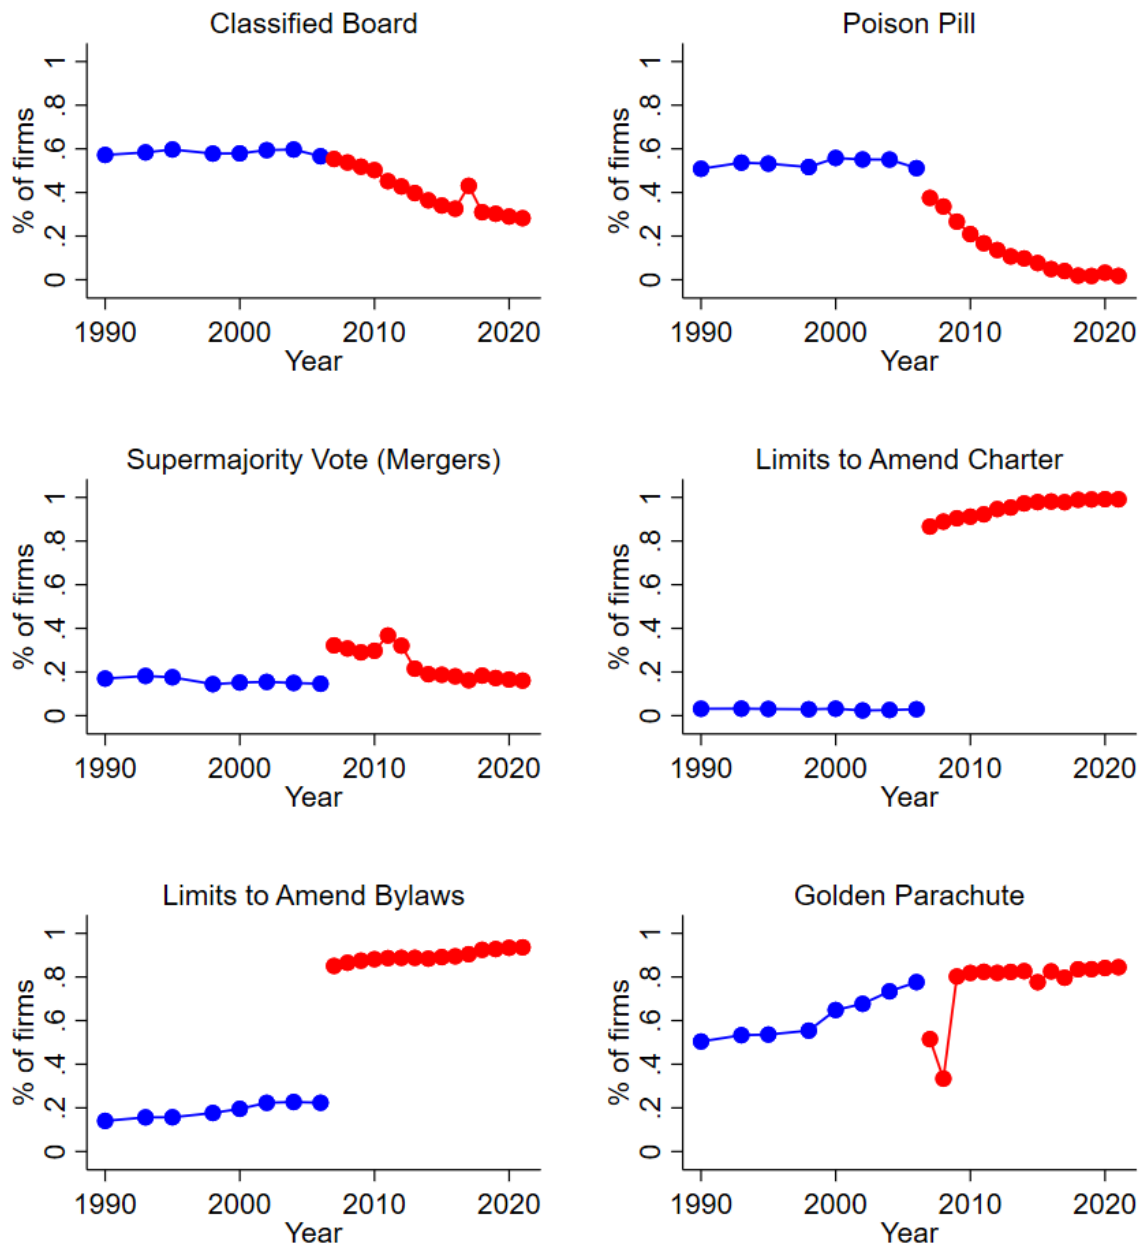 Classified Board
% of firms
1
.8
.6
.4
.2
0
1990 2000 2010 2020
Year
Poison Pill
% of firms
1
.8
.6
.4
.2
0
1990 2000 2010 2020
Year
Supermajority Vote (Mergers)
% of firms
1
.8
.6
.4
.2
0
1990 2000 2010 2020
Year
Limits to Amend Charter
% of firms
1
.8
.6
.4
.2
0
1990 2000 2010 2020
Year
Limits to Amend Bylaws
% of firms
1
.8
.6
.4
.2
0
1990 2000 2010 2020
Year
Golden Parachute
% of firms
1
.8
.6
.4
.2
0
1990 2000 2010 2020
Year